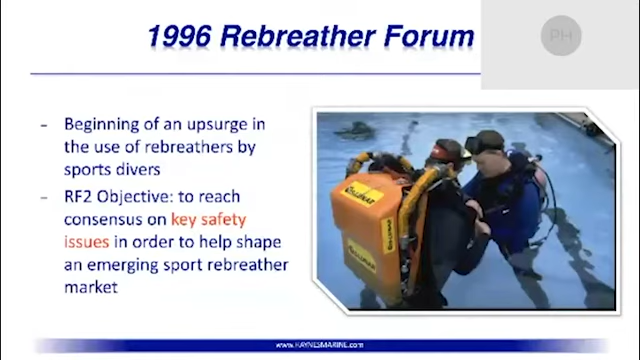 1996 Rebreather Forum
PH
- Beginning of an upsurge in
the use of rebreathers by
sports divers
- RF2 Objective: to reach
consensus on key safety
issues in order to help shape
an emerging sport rebreather
market
www.HAYNESMARINE.com